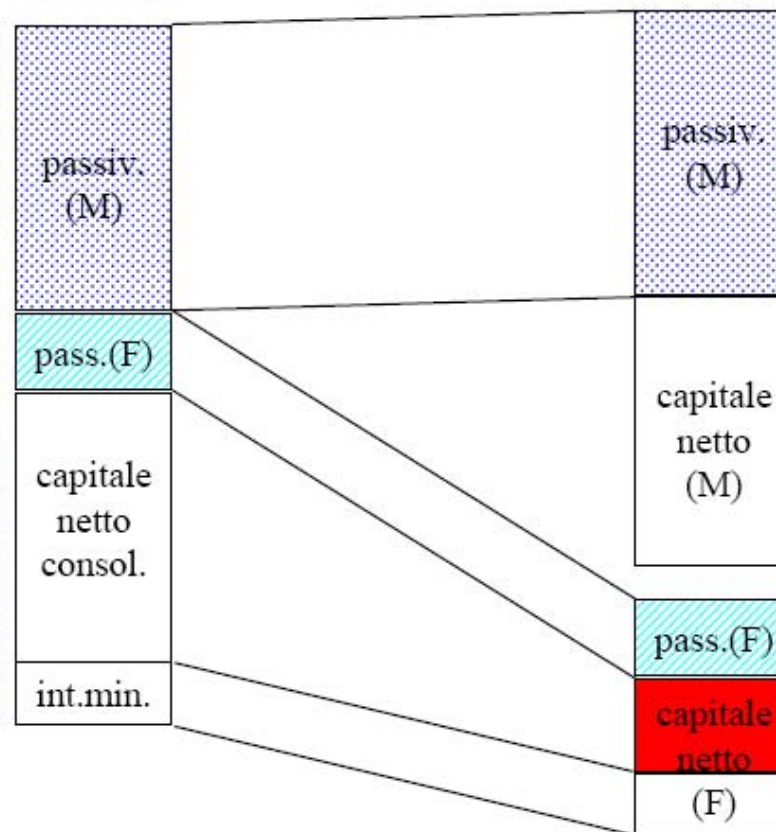 passiv.
(M)
pass.(F)
capitale
netto
consol.
int.min.
passiv.
(M)
capitale
netto
(M)
pass.(F)
capitale
netto
(F)